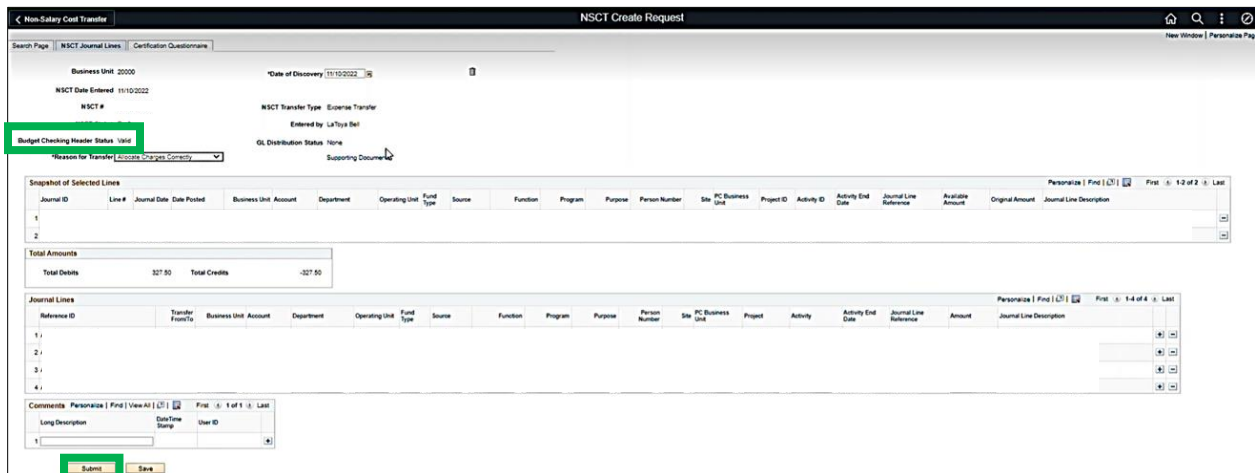 Non-Salary Cost Transfer NSCT Create Request
New Window | Personalize Pag
Search Page NSCT Journal Lines Certification Questionnaire
Business Unit 20000 *Date of Discovery 11/10/2022
NSCT Date Entered 11/10/2022
NSCT # NSCT Transfer Type Expense Transfer
Entered by LaToya Bell
Budget Checking Header Status Valid GL Distribution Status None
*Reason for Transfer Allocate Charges Correctly Supporting Documents
Snapshot of Selected Lines Personalize | Find | First 1-2 of 2 Last
Journal ID Line # Journal Date Date Posted Business Unit Account Department Operating Unit Fund Type Source Function Program Purpose Person Number Site PC Business Unit Project ID Activity ID Activity End Date Journal Line Reference Available Amount Original Amount Journal Line Description
1
2
Total Amounts
Total Debits 327.50 Total Credits -327.50
Journal Lines Personalize | Find | First 1-4 of 4 Last
Reference ID Transfer From/To Business Unit Account Department Operating Unit Fund Type Source Function Program Purpose Person Number Site PC Business Unit Project Activity Activity End Date Journal Line Reference Amount Journal Line Description
1
2
3
4
Comments Personalize | Find | View All | First 1 of 1 Last
Long Description DateTime Stamp User ID
1
Submit Save